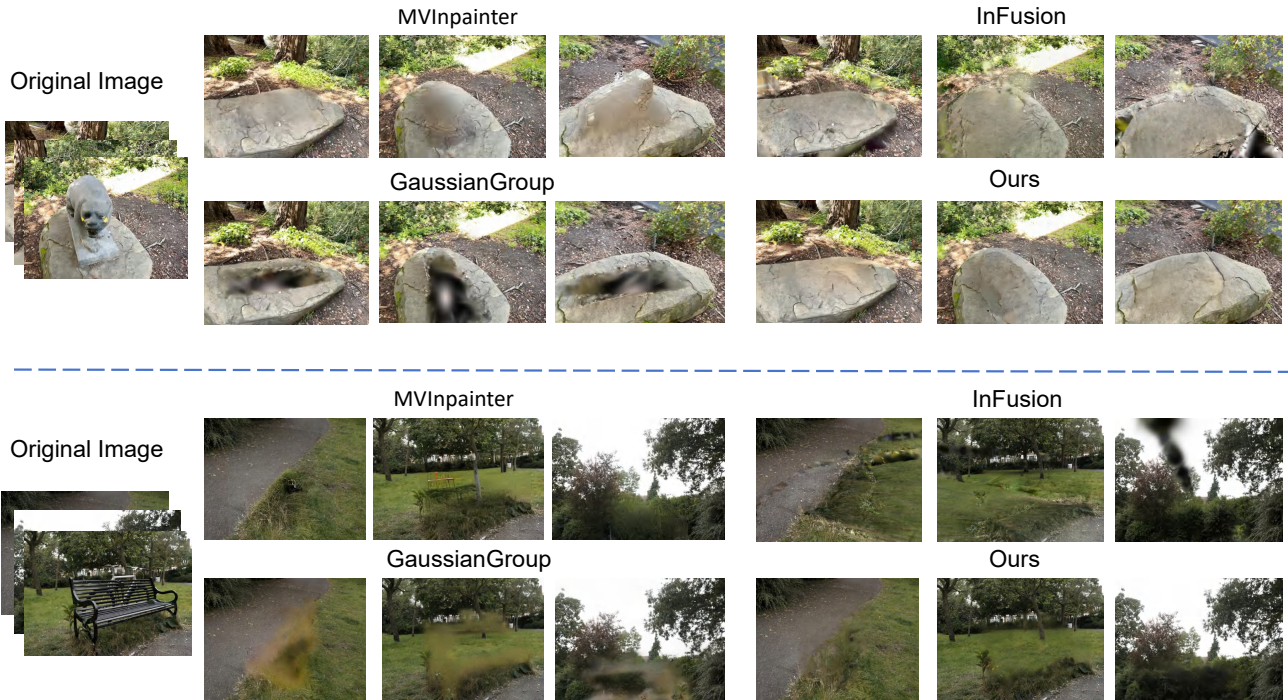 MVInpainter
InFusion
Original Image
GaussianGroup
Ours
MVInpainter
InFusion
Original Image
GaussianGroup
Ours